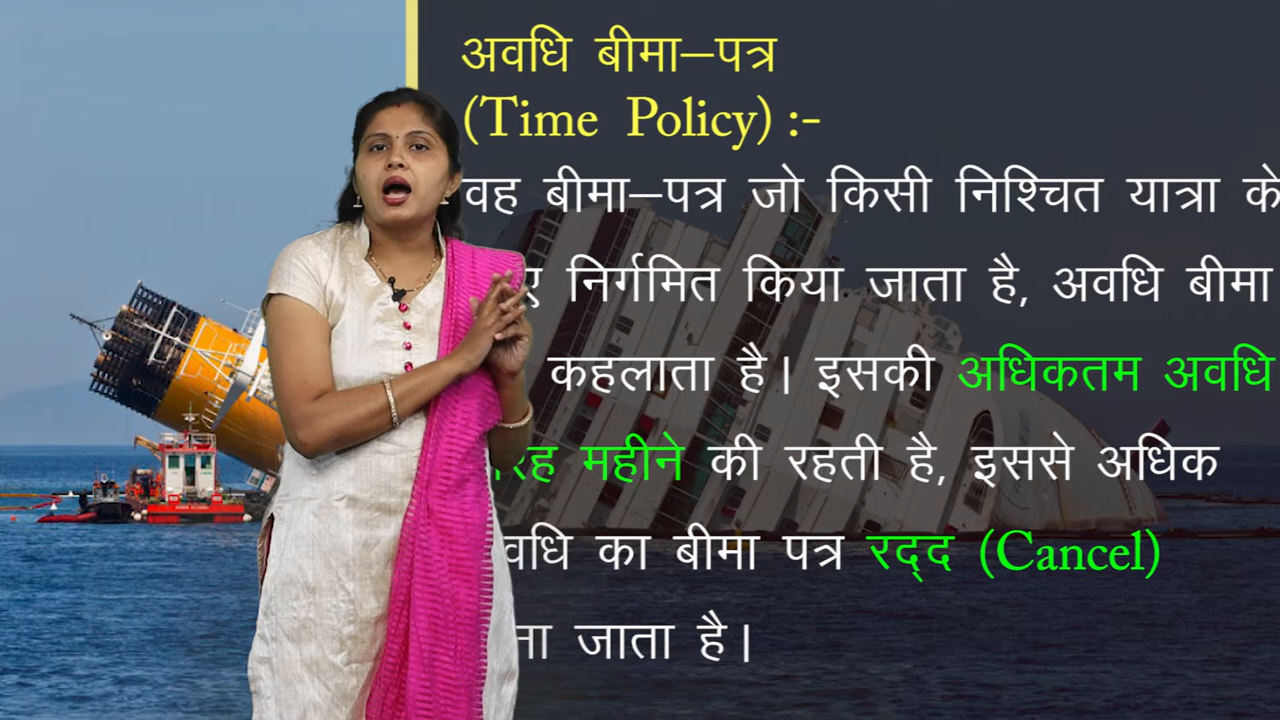 अवधि बीमा–पत्र
(Time Policy) :-
वह बीमा–पत्र जो किसी निश्चित यात्रा के
निर्गमित किया जाता है, अवधि बीमा
कहलाता है। इसकी अधिकतम अवधि
महीने की रहती है, इससे अधिक
का बीमा पत्र रद्द (Cancel)
जाता है।